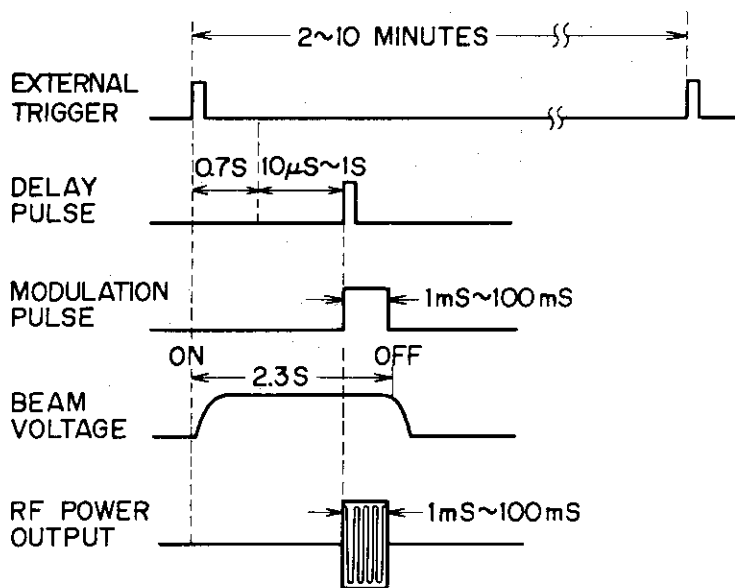 2~10 MINUTES
EXTERNAL
TRIGGER
0.7S
10μS~1S
DELAY
PULSE
MODULATION
PULSE
1mS~100mS
ON
OFF
2.3S
BEAM
VOLTAGE
RF POWER
OUTPUT
1mS~100mS